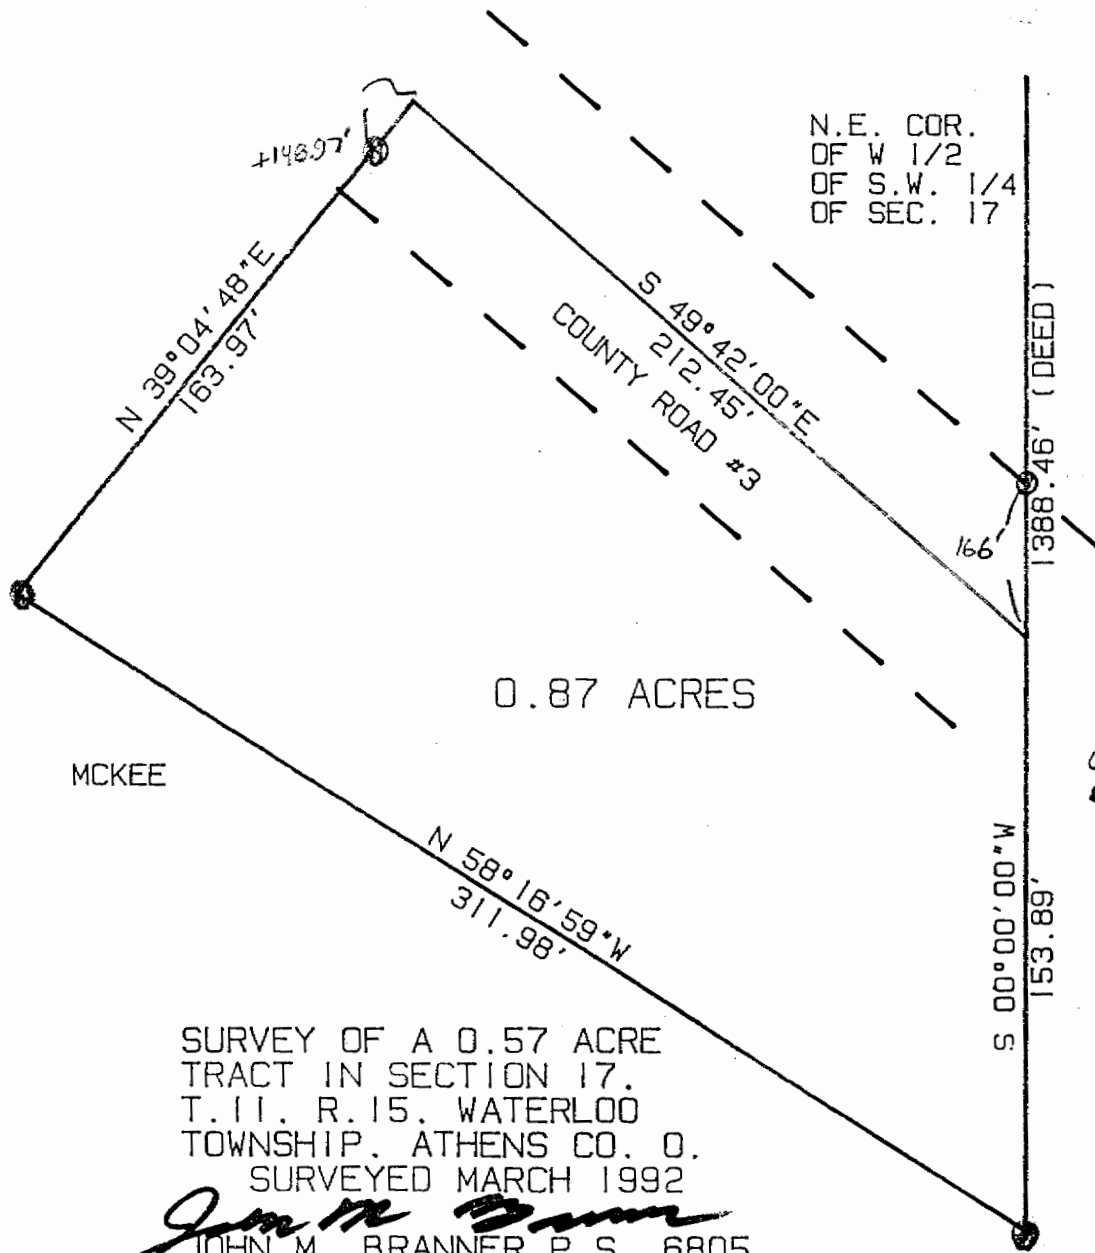 N.E. COR.
OF W 1/2
OF S.W. 1/4
OF SEC. 17
+148.97'
N 39°04'48"E
163.97'
S 49°42'00"E
212.45'
COUNTY ROAD #3
1388.46' (DEED)
166'
0.87 ACRES
MCKEE
N 58°16'59"W
311.98'
S 00°00'00"W
153.89'
SURVEY OF A 0.57 ACRE
TRACT IN SECTION 17.
T.11. R.15. WATERLOO
TOWNSHIP. ATHENS CO. O.
SURVEYED MARCH 1992
JOHN M. BRANNER P.S. 6805